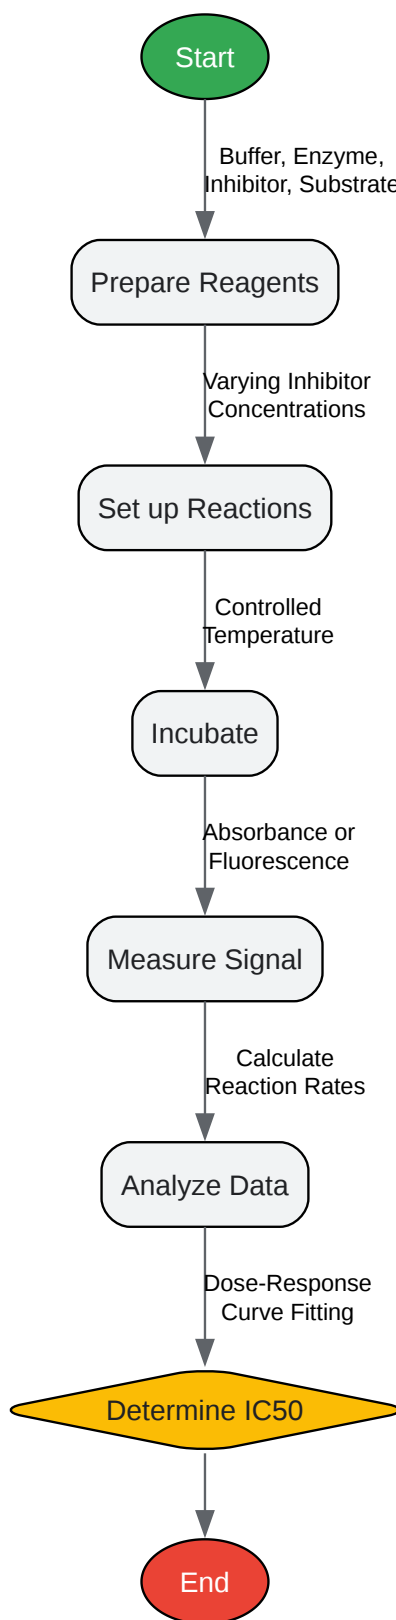 Start
Buffer, Enzyme,
Inhibitor, Substrate
Prepare Reagents
Varying Inhibitor
Concentrations
Set up Reactions
Controlled
Temperature
Incubate
Absorbance or
Fluorescence
Measure Signal
Calculate
Reaction Rates
Analyze Data
Dose-Response
Curve Fitting
Determine IC50
End